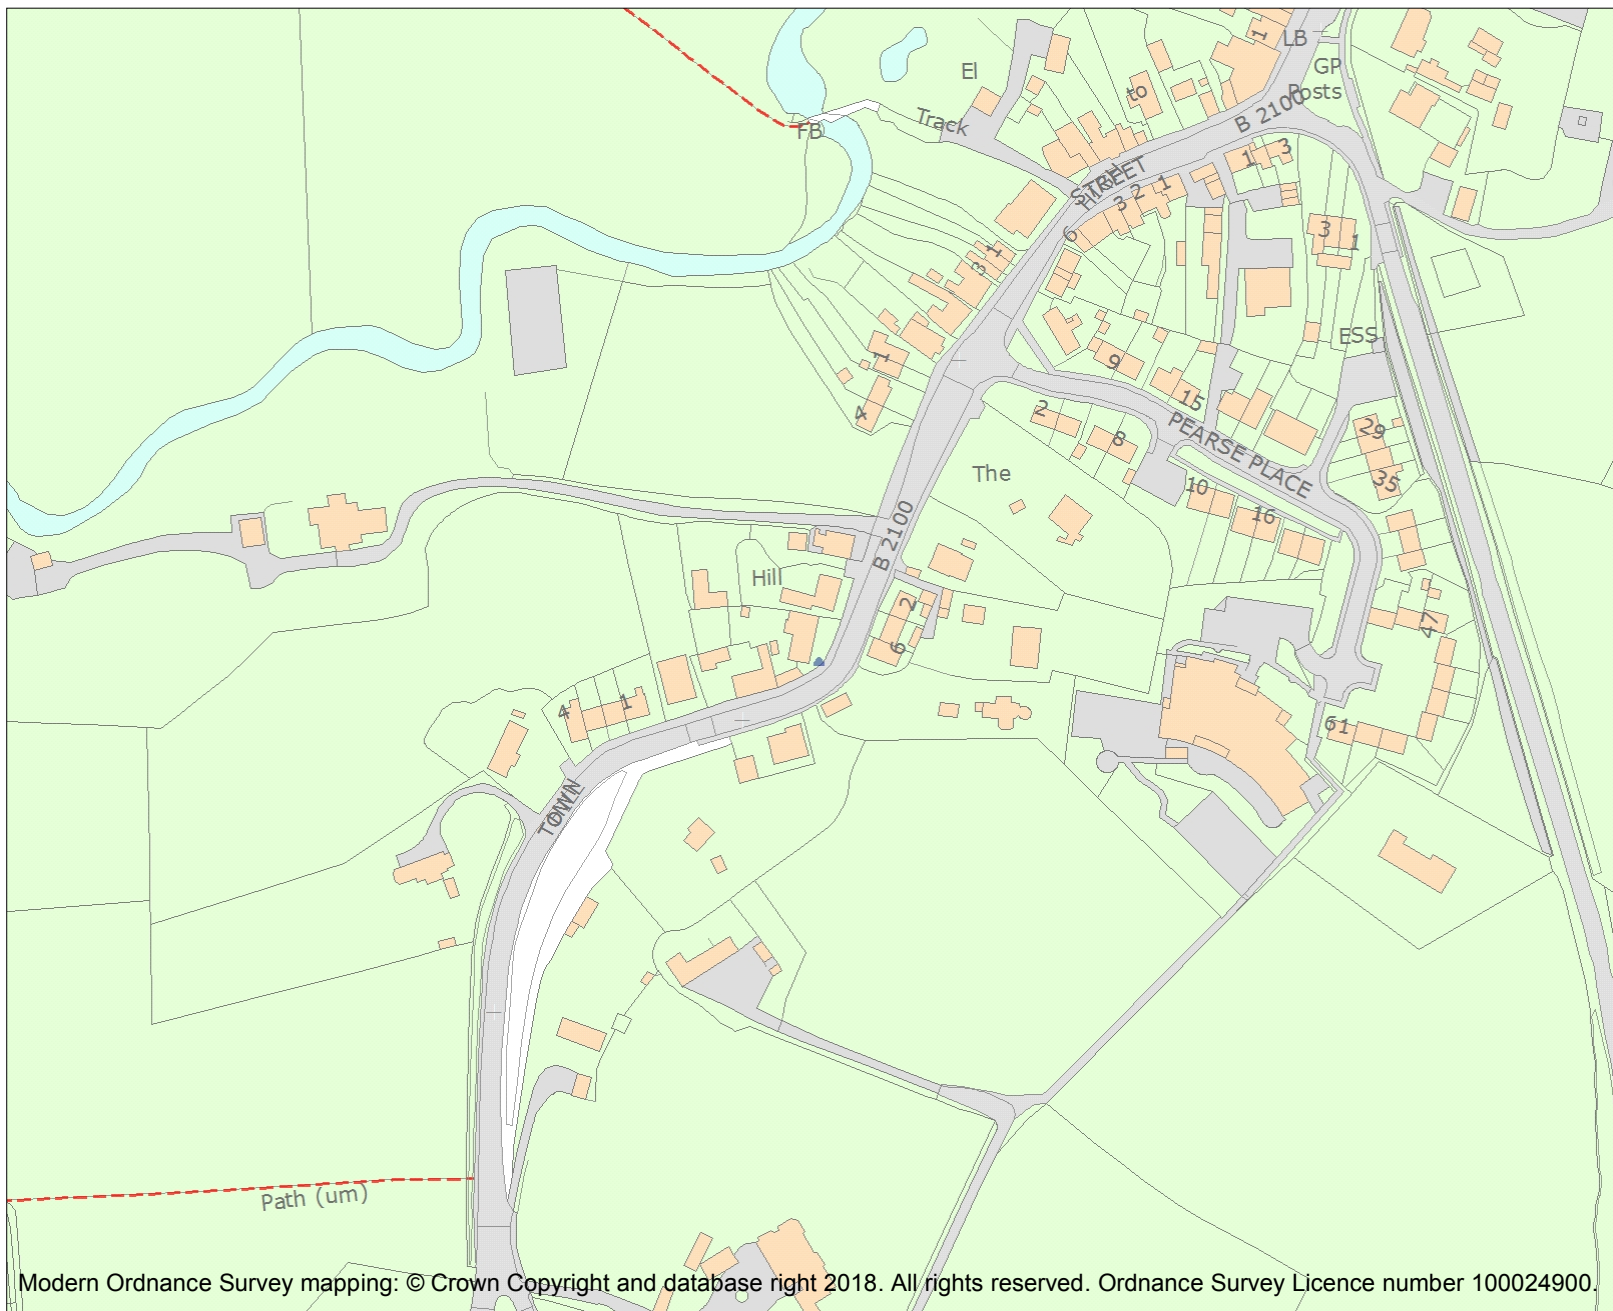 LB
1
GP
Posts
El
to
B 2100
Track
FB
STREET
HIGH
1
3
3 2 1
6
3 1
3 1
ESS
1
9
15
4
2
8
29
PEARSE PLACE
The
35
10
16
B 2100
Hill
2
6
47
4
1
61
TOWN
HILL
Path (um)
Modern Ordnance Survey mapping: © Crown Copyright and database right 2018. All rights reserved. Ordnance Survey Licence number 100024900.